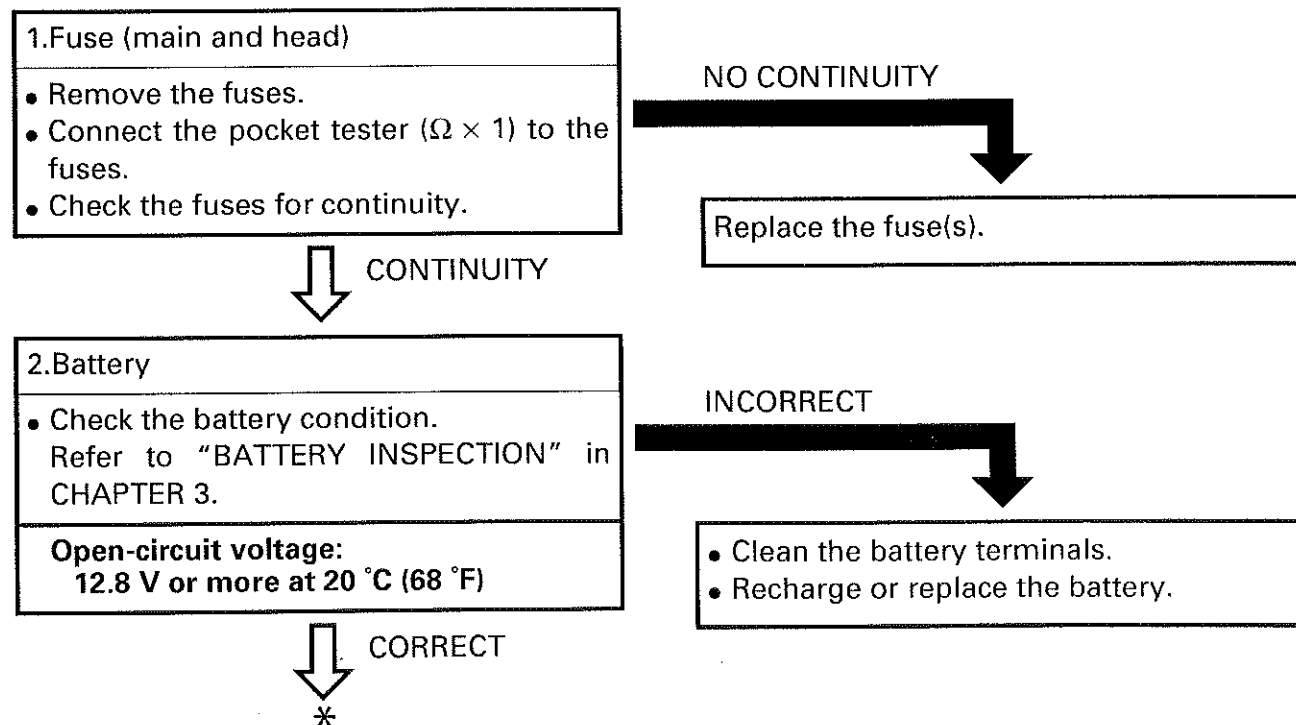 1.Fuse (main and head)
• Remove the fuses.
• Connect the pocket tester (Ω × 1) to the
fuses.
• Check the fuses for continuity.
NO CONTINUITY
Replace the fuse(s).
CONTINUITY
2.Battery
• Check the battery condition.
Refer to “BATTERY INSPECTION” in
CHAPTER 3.
Open-circuit voltage:
12.8 V or more at 20 °C (68 °F)
INCORRECT
• Clean the battery terminals.
• Recharge or replace the battery.
CORRECT
*